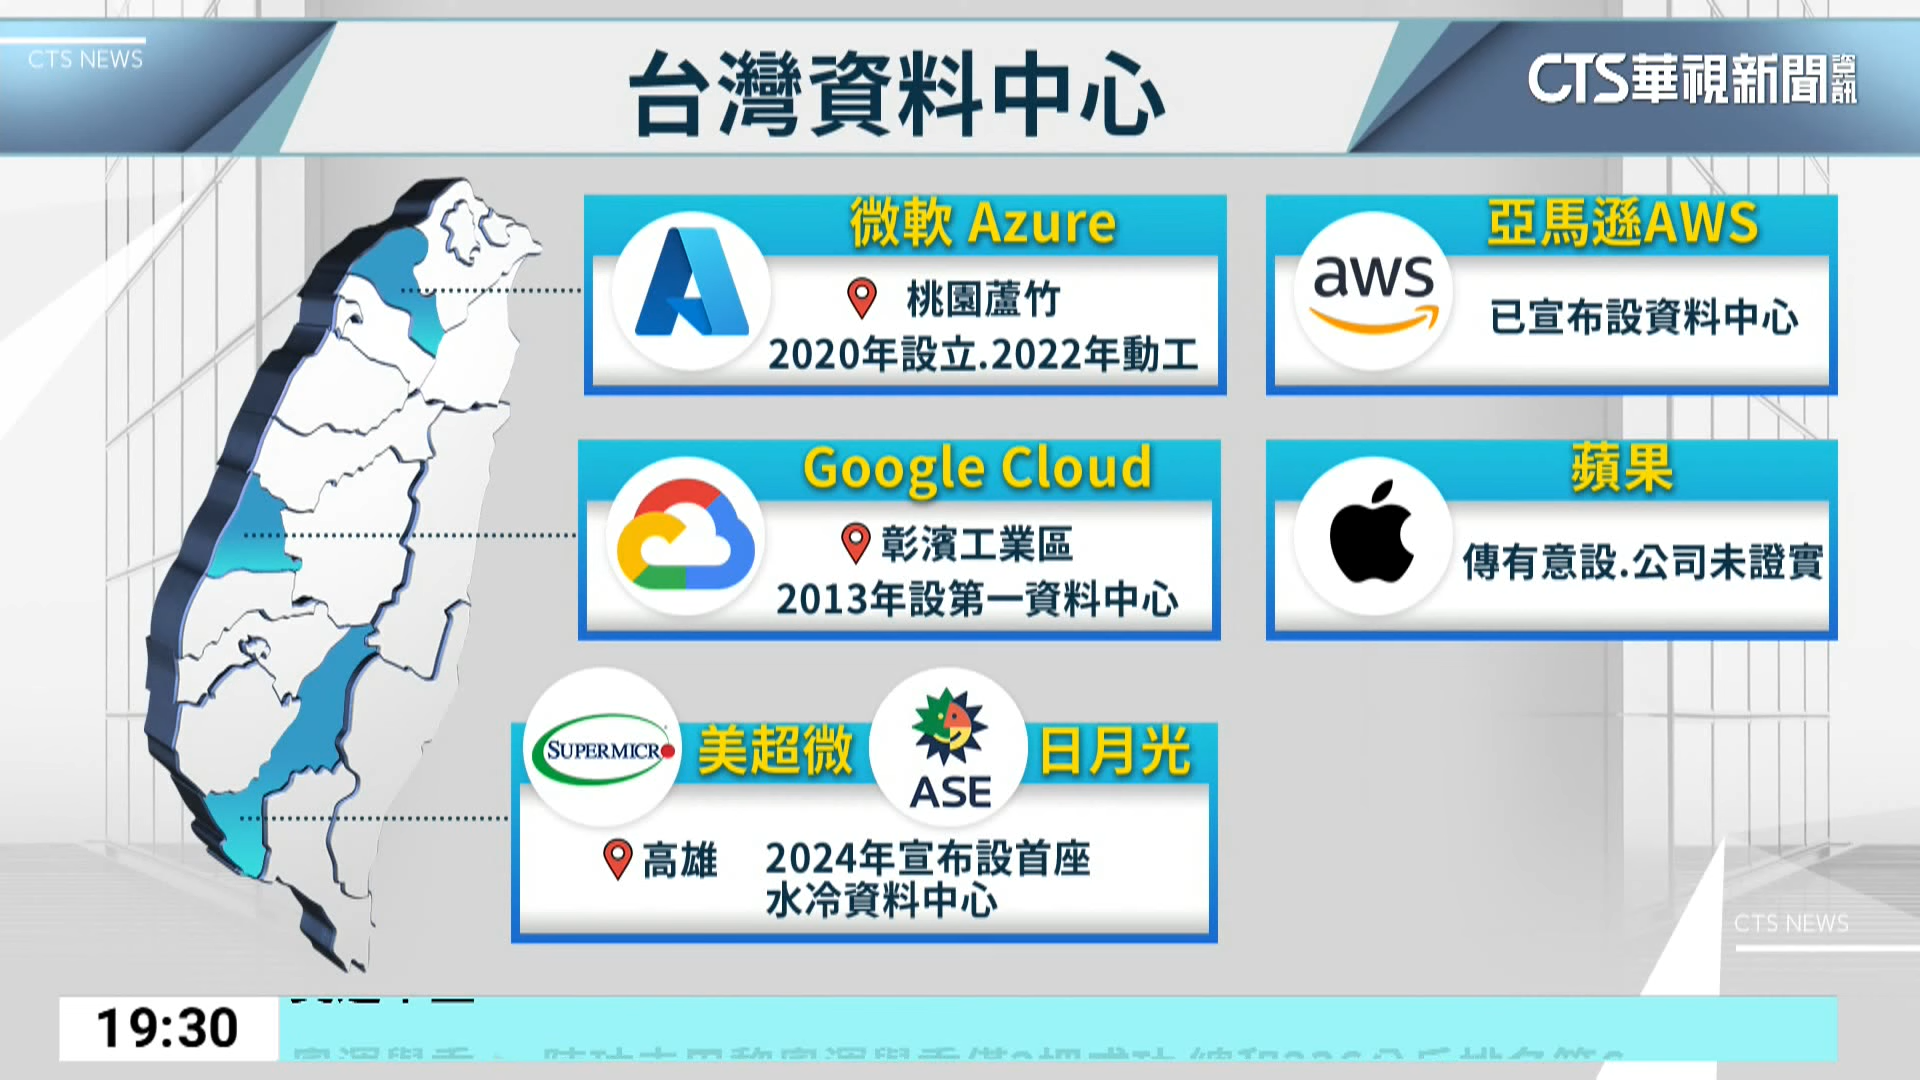 CTS NEWS
台灣資料中心
CTS華視新聞資訊
微軟 Azure
桃園蘆竹
2020年設立.2022年動工
亞馬遜AWS
aws
已宣布設資料中心
Google Cloud
彰濱工業區
2013年設第一資料中心
蘋果
傳有意設.公司未證實
SUPERMICRO
美超微
ASE
日月光
高雄
2024年宣布設首座
水冷資料中心
CTS NEWS
19:30